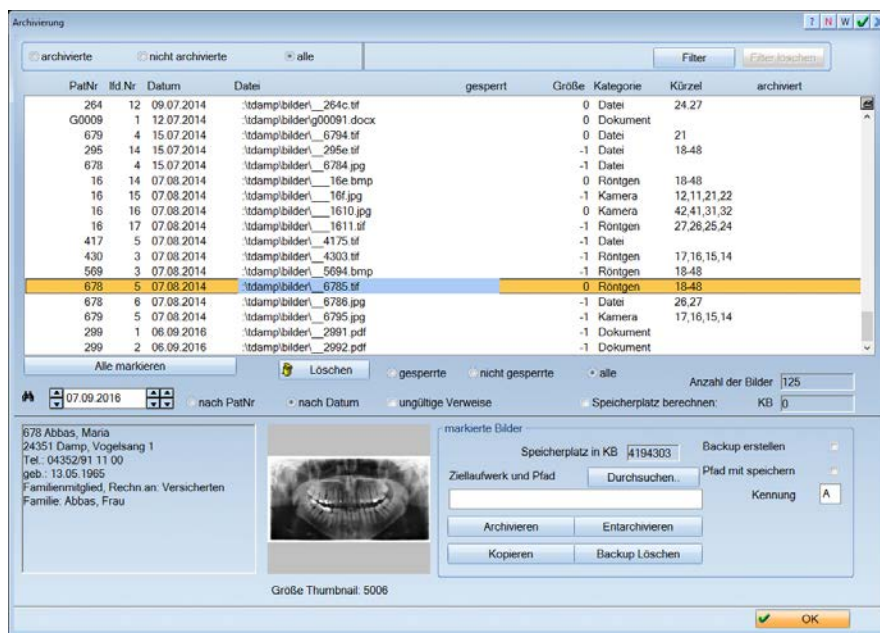 Archivierung
? N W
archivierte nicht archivierte alle Filter Filter löschen
PatNr lfd.Nr Datum Datei gesperrt Größe Kategorie Kürzel archiviert
264 12 09.07.2014 :\tdamp\bilder\__264c.tif 0 Datei 24,27
G0009 1 12.07.2014 :\tdamp\bilder\g00091.docx 0 Dokument
679 4 15.07.2014 :\tdamp\bilder\__6794.tif 0 Datei 21
295 14 15.07.2014 :\tdamp\bilder\__295e.tif -1 Datei 18-48
678 4 15.07.2014 :\tdamp\bilder\__6784.jpg -1 Datei
16 14 07.08.2014 :\tdamp\bilder\___16e.bmp 0 Röntgen 18-48
16 15 07.08.2014 :\tdamp\bilder\___16f.jpg -1 Kamera 12,11,21,22
16 16 07.08.2014 :\tdamp\bilder\___1610.jpg 0 Kamera 42,41,31,32
16 17 07.08.2014 :\tdamp\bilder\___1611.tif -1 Röntgen 27,26,25,24
417 5 07.08.2014 :\tdamp\bilder\__4175.tif -1 Datei
430 3 07.08.2014 :\tdamp\bilder\__4303.tif -1 Röntgen 17,16,15,14
569 3 07.08.2014 :\tdamp\bilder\__5694.bmp -1 Röntgen 18-48
678 5 07.08.2014 :\tdamp\bilder\__6785.tif 0 Röntgen 18-48
678 6 07.08.2014 :\tdamp\bilder\__6786.jpg -1 Datei 26,27
679 5 07.08.2014 :\tdamp\bilder\__6795.jpg -1 Kamera 17,16,15,14
299 1 06.09.2016 :\tdamp\bilder\__2991.pdf -1 Dokument
299 2 06.09.2016 :\tdamp\bilder\__2992.pdf -1 Dokument
Alle markieren Löschen gesperrte nicht gesperrte alle Anzahl der Bilder 125
07.09.2016 nach PatNr nach Datum ungültige Verweise Speicherplatz berechnen: KB 0
678 Abbas, Maria
24351 Damp, Vogelsang 1
Tel.: 04352/91 11 00
geb.: 13.05.1965
Familienmitglied, Rechn.an: Versicherten
Familie: Abbas, Frau
Größe Thumbnail: 5006
markierte Bilder
Speicherplatz in KB 4194303 Backup erstellen
Ziellaufwerk und Pfad Durchsuchen.. Pfad mit speichern
Kennung A
Archivieren Entarchivieren
Kopieren Backup Löschen
OK